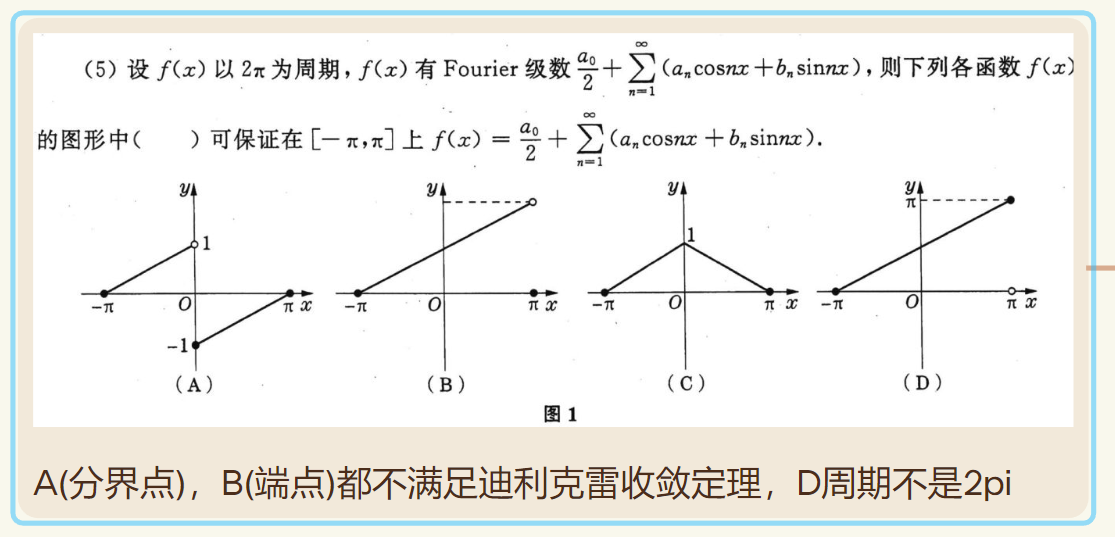 (5) 设 f(x) 以 2π 为周期, f(x) 有 Fourier 级数 a₀/2 + ∑_{n=1}^{∞} (aₙcosnx + bₙsinnx), 则下列各函数 f(x)
的图形中(  )可保证在 [－π,π] 上 f(x) = a₀/2 + ∑_{n=1}^{∞} (aₙcosnx + bₙsinnx).
y 1 －π O π x －1
y －π O π x
y 1 －π O π x
y π －π O π x
(A) (B) (C) (D)
图 1
A(分界点)，B(端点)都不满足迪利克雷收敛定理，D周期不是2pi